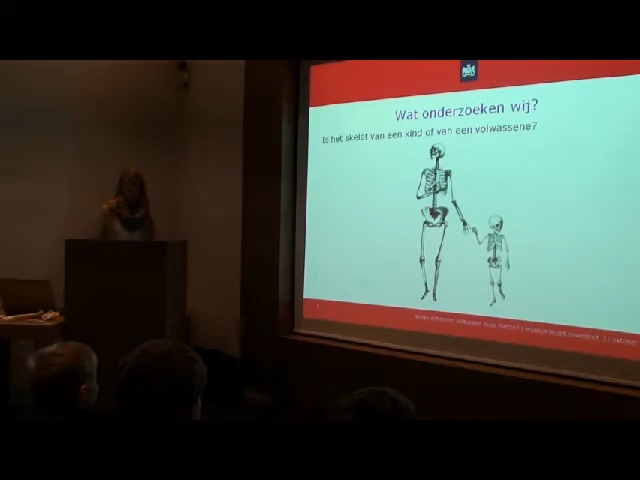 Wat onderzoeken wij?
Is het skelet van een kind of van een volwassene?